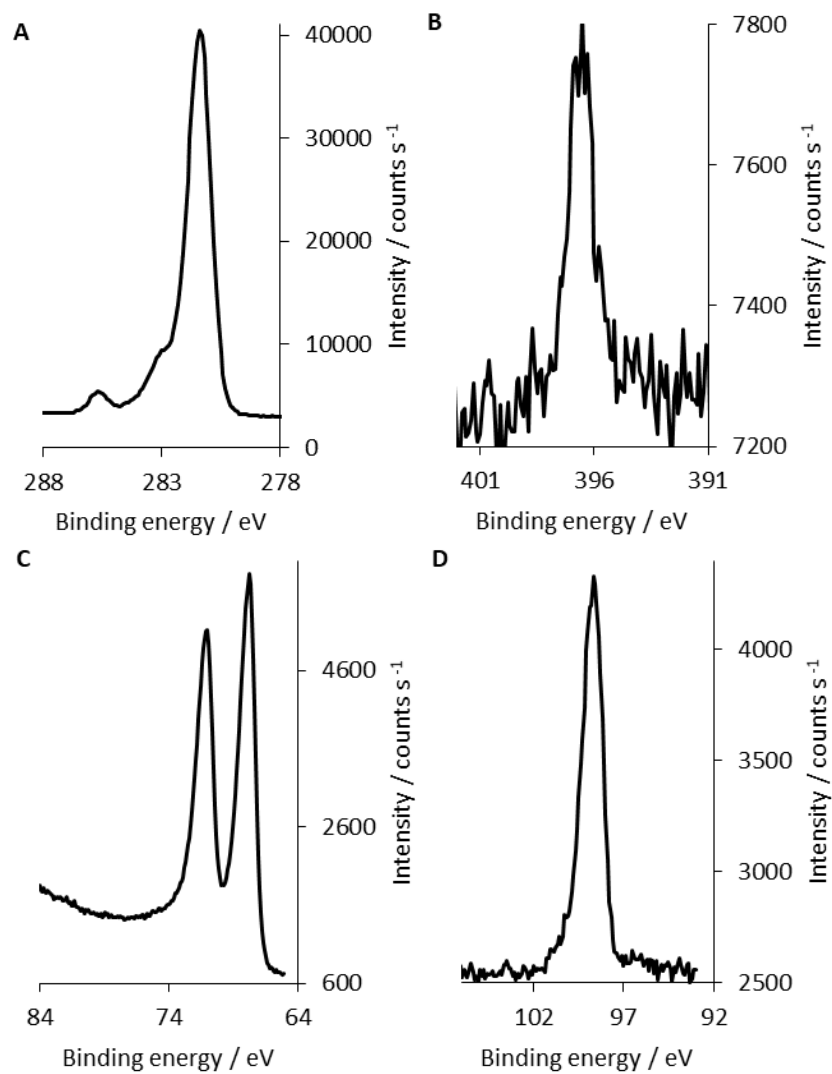 A
40000
30000
20000
10000
0
Intensity / counts s⁻¹
288 283 278
Binding energy / eV
B
7800
7600
7400
7200
Intensity / counts s⁻¹
401 396 391
Binding energy / eV
C
4600
2600
600
Intensity / counts s⁻¹
84 74 64
Binding energy / eV
D
4000
3500
3000
2500
Intensity / counts s⁻¹
102 97 92
Binding energy / eV